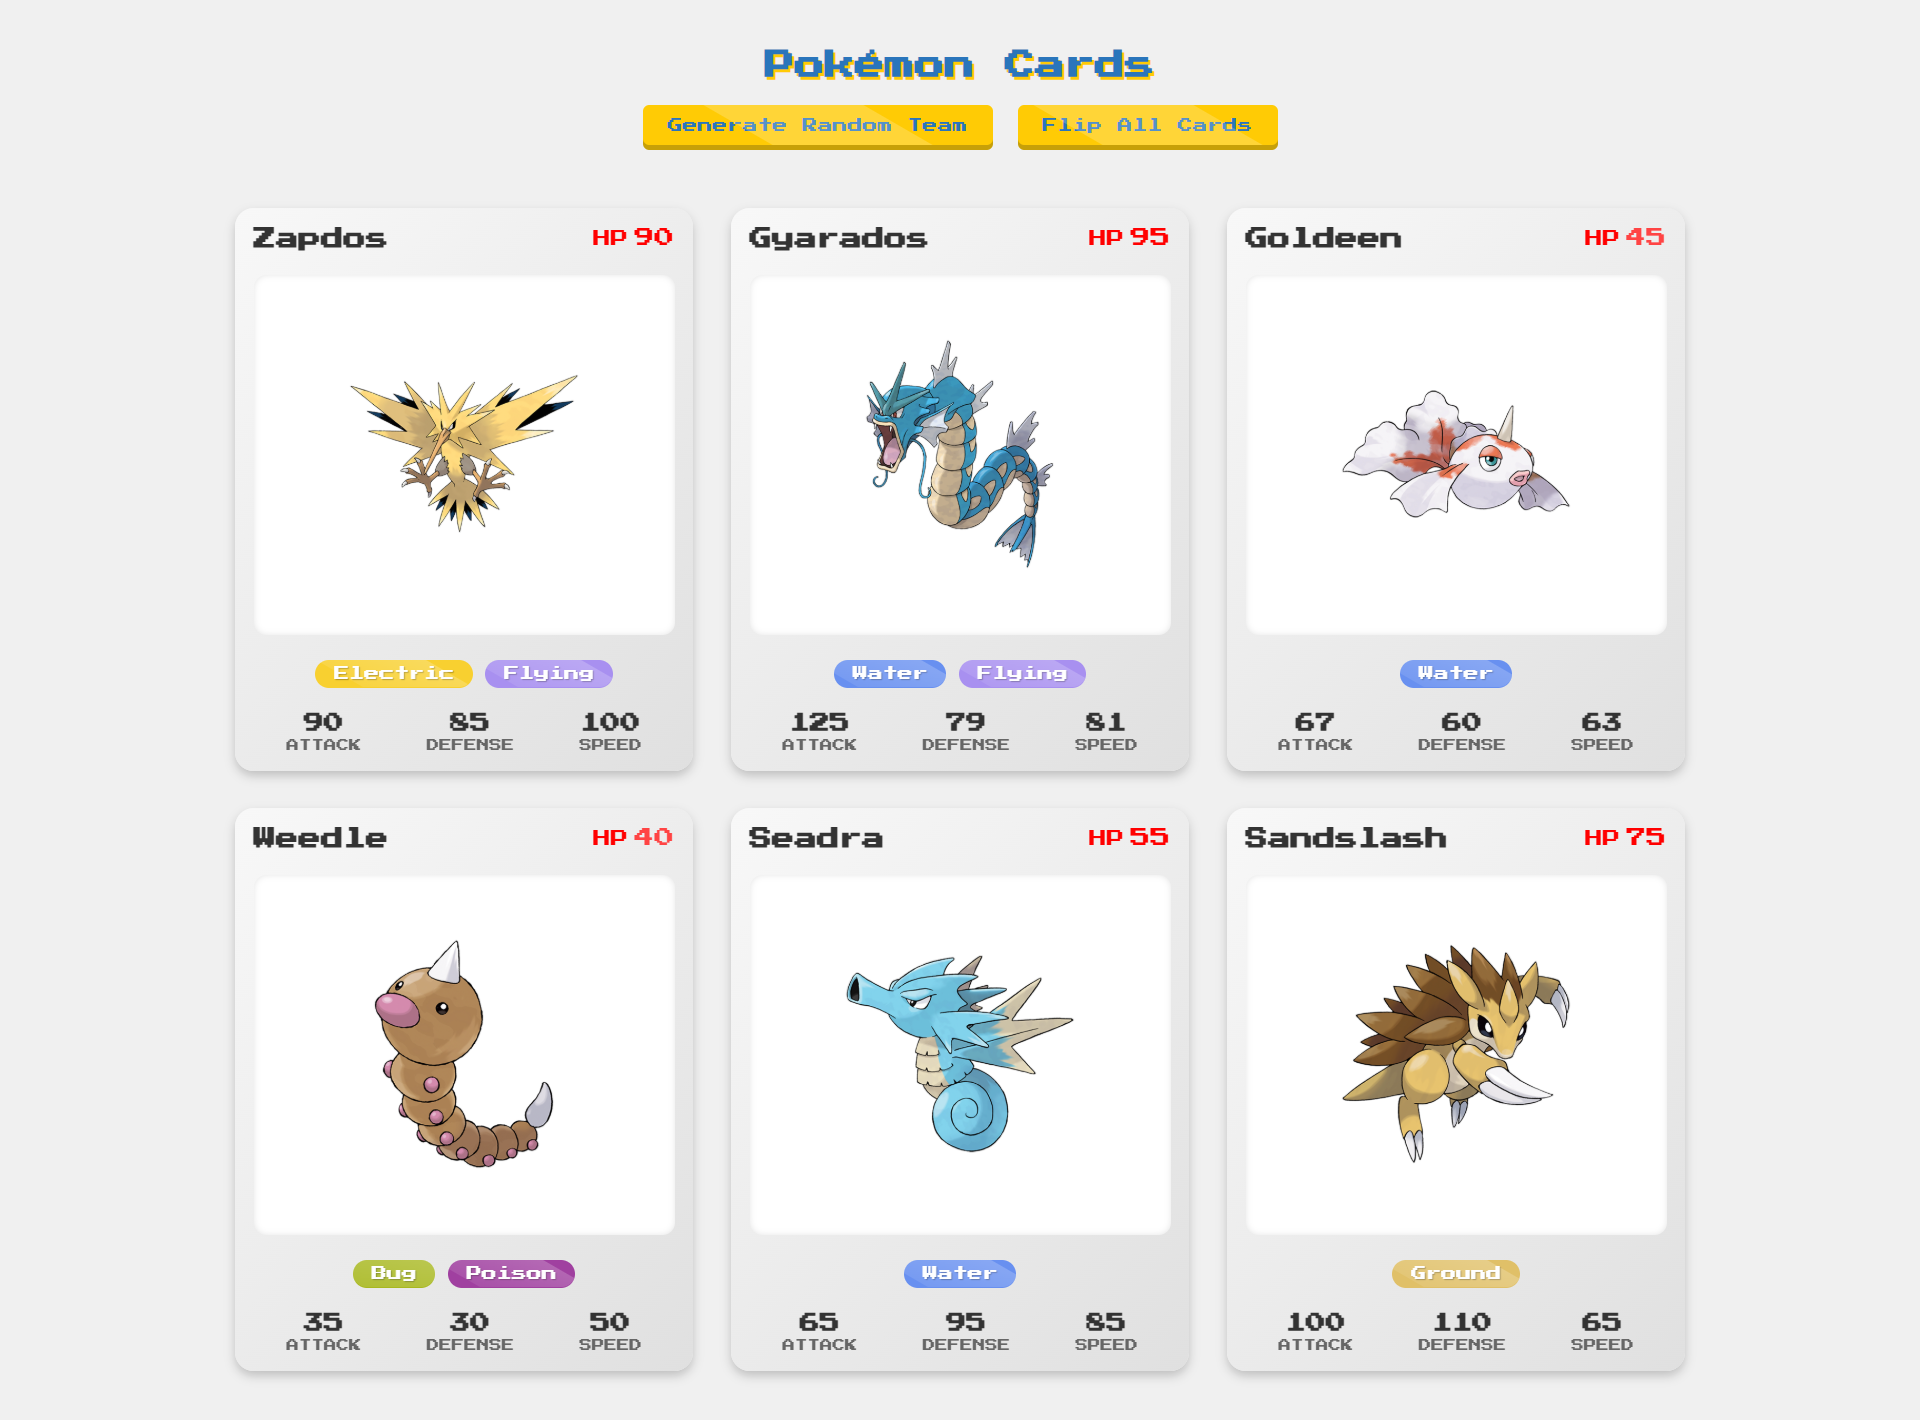 Pokémon Cards
Generate Random Team
Flip All Cards
Zapdos
HP 90
Electric
Flying
90
ATTACK
85
DEFENSE
100
SPEED
Gyarados
HP 95
Water
Flying
125
ATTACK
79
DEFENSE
81
SPEED
Goldeen
HP 45
Water
67
ATTACK
60
DEFENSE
63
SPEED
Weedle
HP 40
Bug
Poison
35
ATTACK
30
DEFENSE
50
SPEED
Seadra
HP 55
Water
65
ATTACK
95
DEFENSE
85
SPEED
Sandslash
HP 75
Ground
100
ATTACK
110
DEFENSE
65
SPEED